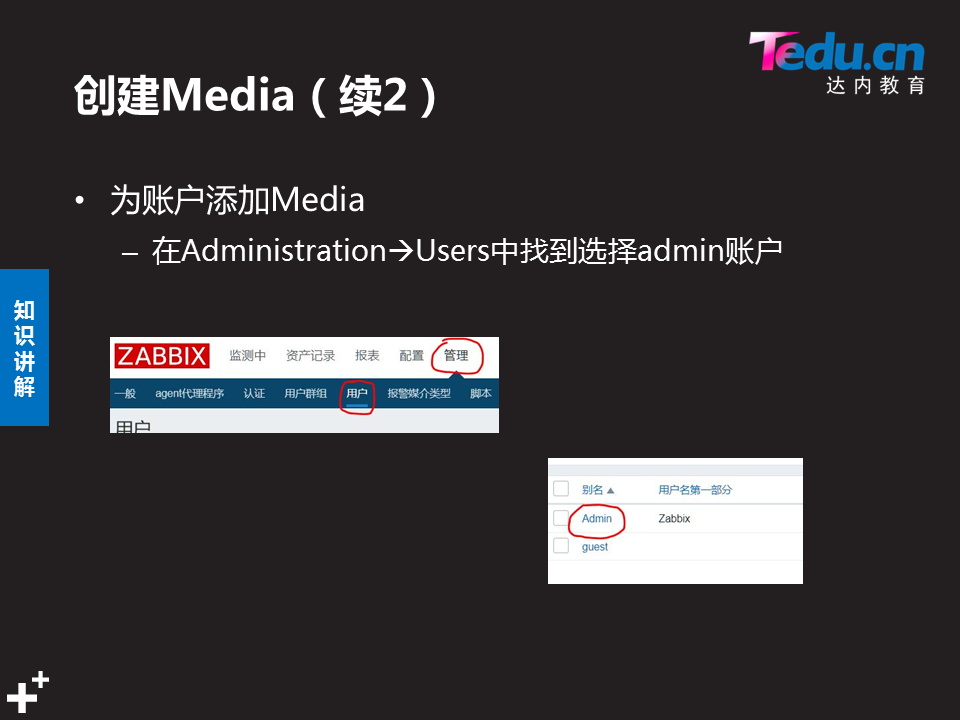 Tedu.cn
达内教育
创建Media（续2）
• 为账户添加Media
– 在Administration→Users中找到选择admin账户
知识讲解
ZABBIX 监测中 资产记录 报表 配置 管理
一般 agent代理程序 认证 用户群组 用户 报警媒介类型 脚本
用户
别名▲ 用户名第一部分
Admin Zabbix
guest